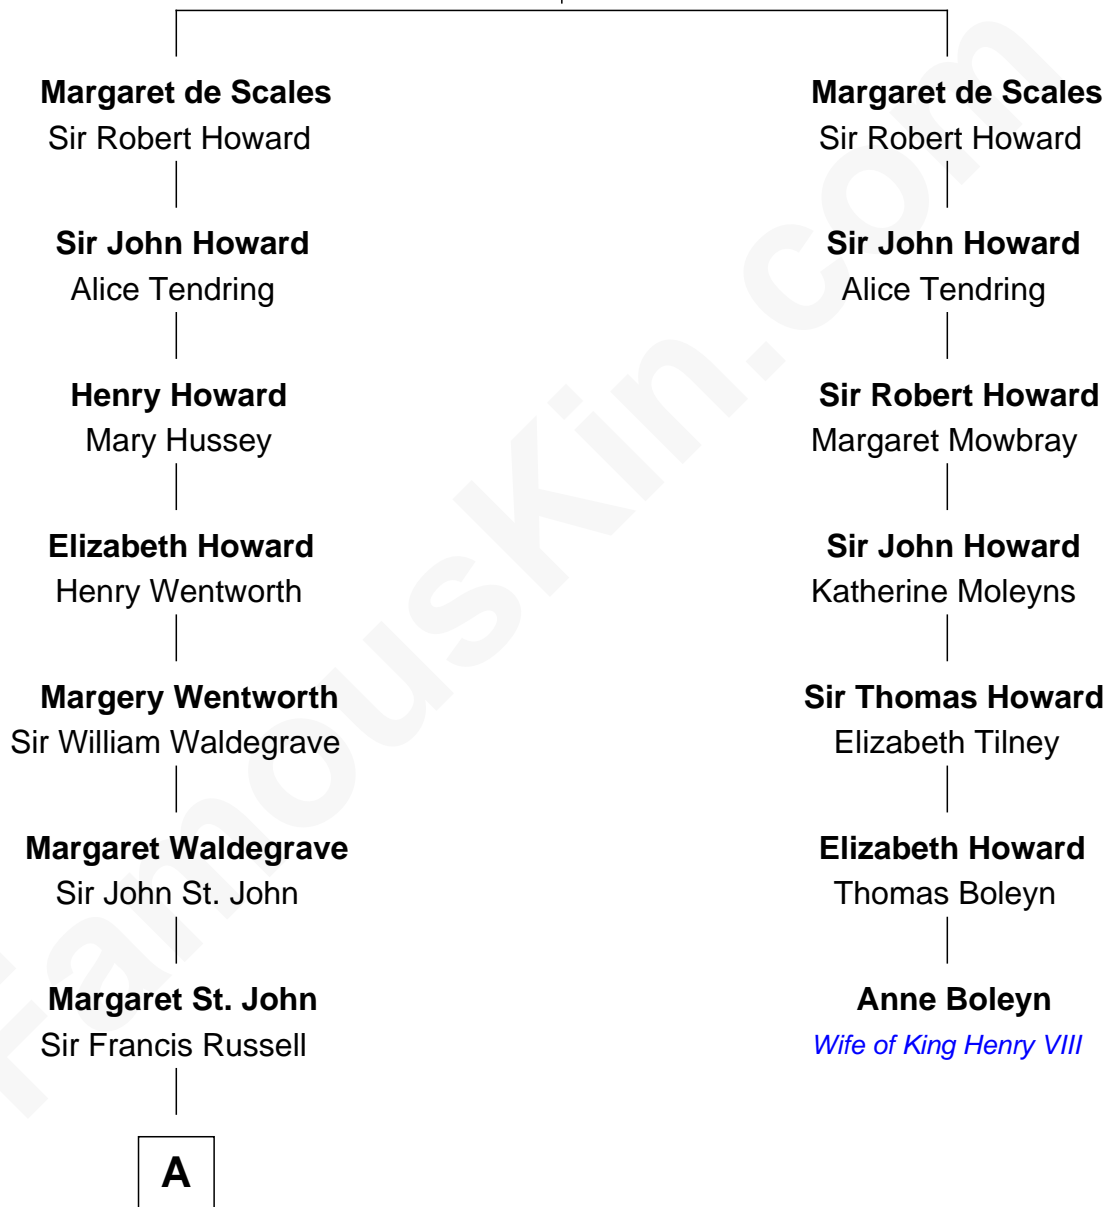 Margaret de Scales
Sir Robert Howard
Sir John Howard
Alice Tendring
Henry Howard
Mary Hussey
Elizabeth Howard
Henry Wentworth
Margery Wentworth
Sir William Waldegrave
Margaret Waldegrave
Sir John St. John
Margaret St. John
Sir Francis Russell
A
Margaret de Scales
Sir Robert Howard
Sir John Howard
Alice Tendring
Sir Robert Howard
Margaret Mowbray
Sir John Howard
Katherine Moleyns
Sir Thomas Howard
Elizabeth Tilney
Elizabeth Howard
Thomas Boleyn
Anne Boleyn
Wife of King Henry VIII
FamousKin.com